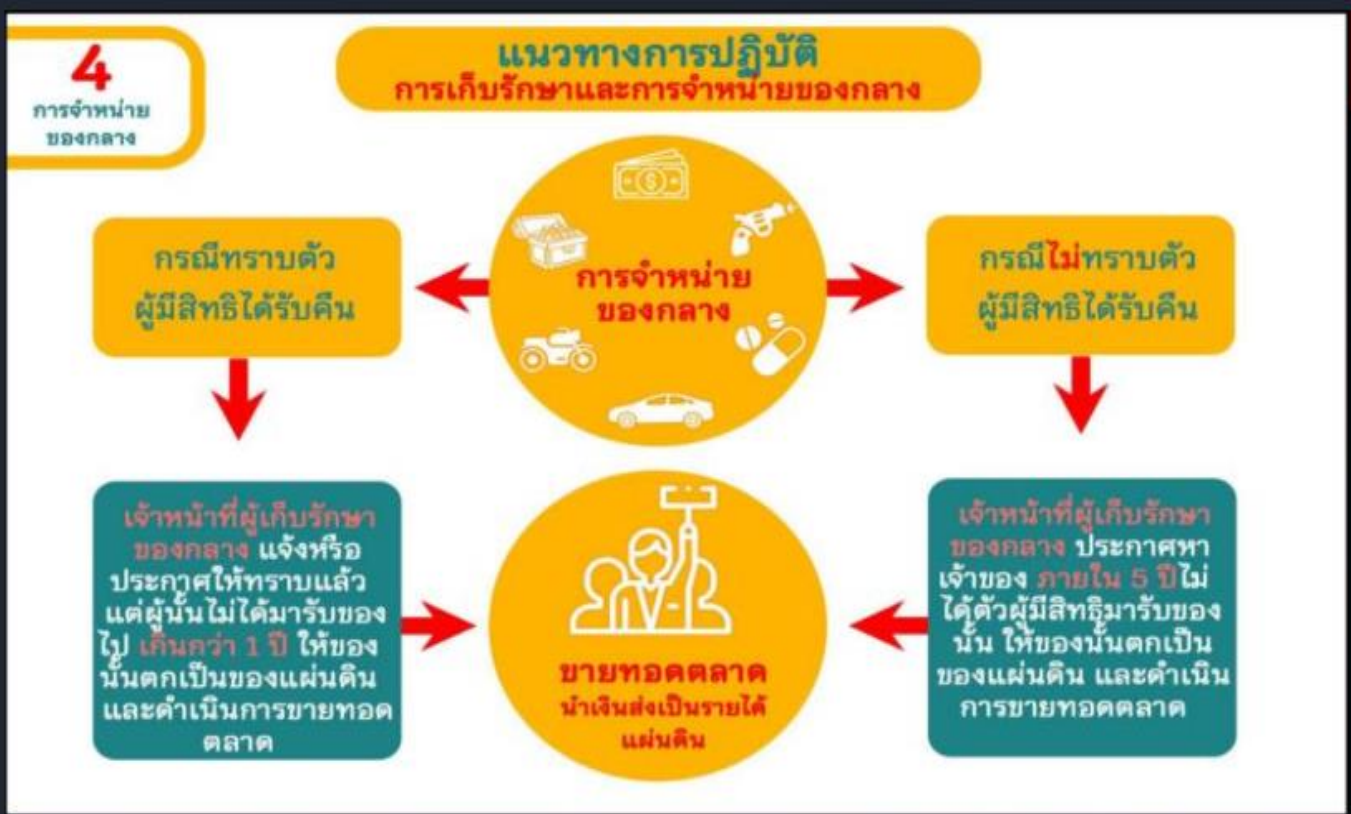 4
การจำหน่าย
ของกลาง
แนวทางการปฏิบัติ
การเก็บรักษาและการจำหน่ายของกลาง
การจำหน่าย
ของกลาง
กรณีทราบตัว
ผู้มีสิทธิได้รับคืน
กรณีไม่ทราบตัว
ผู้มีสิทธิได้รับคืน
เจ้าหน้าที่ผู้เก็บรักษา
ของกลาง แจ้งหรือ
ประกาศให้ทราบแล้ว
แต่ผู้นั้นไม่ได้มารับของ
ไป เกินกว่า 1 ปี ให้ของ
นั้นตกเป็นของแผ่นดิน
และดำเนินการขายทอด
ตลาด
ขายทอดตลาด
นำเงินส่งเป็นรายได้
แผ่นดิน
เจ้าหน้าที่ผู้เก็บรักษา
ของกลาง ประกาศหา
เจ้าของ ภายใน 5 ปีไม่
ได้ตัวผู้มีสิทธิมารับของ
นั้น ให้ของนั้นตกเป็น
ของแผ่นดิน และดำเนิน
การขายทอดตลาด